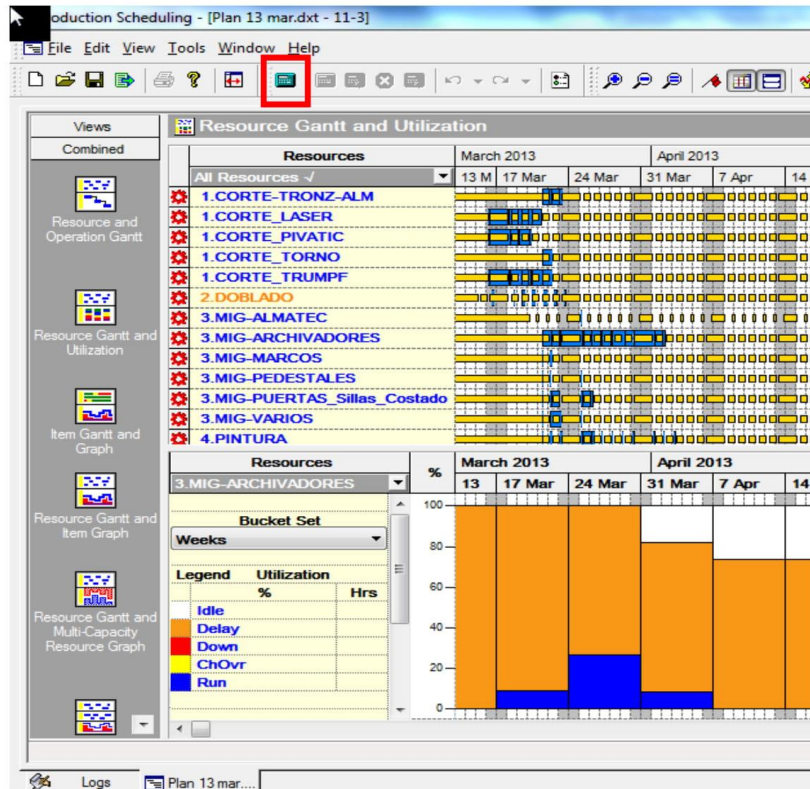 oduction Scheduling - [Plan 13 mar.dxt - 11-3]
File Edit View Tools Window Help
Views
Combined
Resource and
Operation Gantt
Resource Gantt and
Utilization
Item Gantt and
Graph
Resource Gantt and
Item Graph
Resource Gantt and
Multi-Capacity
Resource Graph
Resource Gantt and Utilization
Resources March 2013 April 2013
All Resources √ 13 M 17 Mar 24 Mar 31 Mar 7 Apr 14
1.CORTE-TRONZ-ALM
1.CORTE_LASER
1.CORTE_PIVATIC
1.CORTE_TORNO
1.CORTE_TRUMPF
2.DOBLADO
3.MIG-ALMATEC
3.MIG-ARCHIVADORES
3.MIG-MARCOS
3.MIG-PEDESTALES
3.MIG-PUERTAS_Sillas_Costado
3.MIG-VARIOS
4.PINTURA
Resources % March 2013 April 2013
3.MIG-ARCHIVADORES 13 17 Mar 24 Mar 31 Mar 7 Apr 14
Bucket Set
Weeks
Legend Utilization
% Hrs
Idle
Delay
Down
ChOvr
Run
100
80
60
40
20
0
Logs Plan 13 mar....